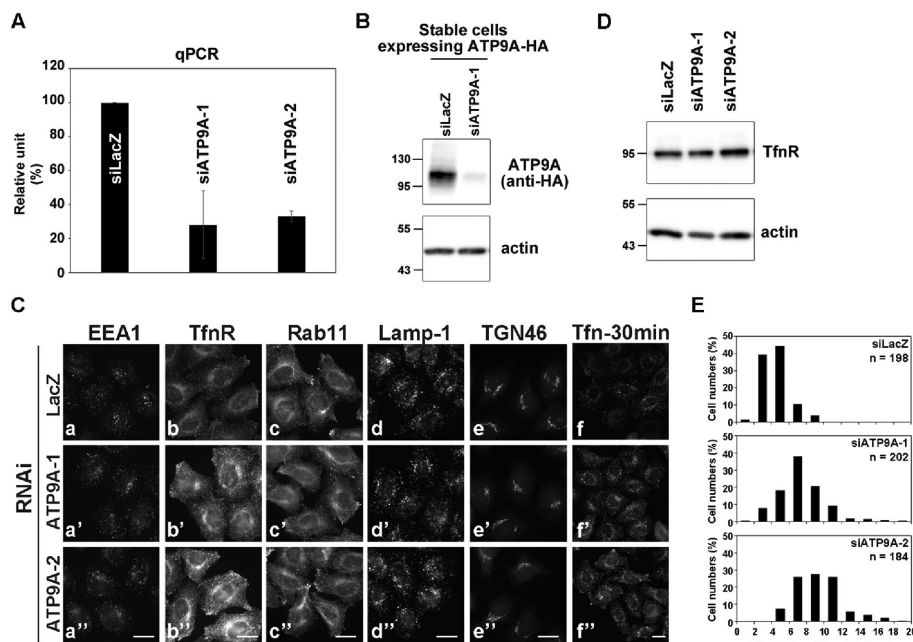 A
qPCR
Relative unit
(%)
120
100
80
60
40
20
0
siLacZ
siATP9A-1
siATP9A-2
B
Stable cells
expressing ATP9A-HA
siLacZ
siATP9A-1
130
95
ATP9A
(anti-HA)
55
43
actin
D
siLacZ
siATP9A-1
siATP9A-2
95
TfnR
55
43
actin
C
EEA1 TfnR Rab11 Lamp-1 TGN46 Tfn-30min
RNAi
LacZ
a b c d e f
ATP9A-1
a' b' c' d' e' f'
ATP9A-2
a'' b'' c'' d'' e'' f''
E
Cell numbers (%)
50
40
30
20
10
0
siLacZ
n = 198
Cell numbers (%)
50
40
30
20
10
0
siATP9A-1
n = 202
Cell numbers (%)
50
40
30
20
10
0
siATP9A-2
n = 184
0 2 4 6 8 10 12 14 16 18 20